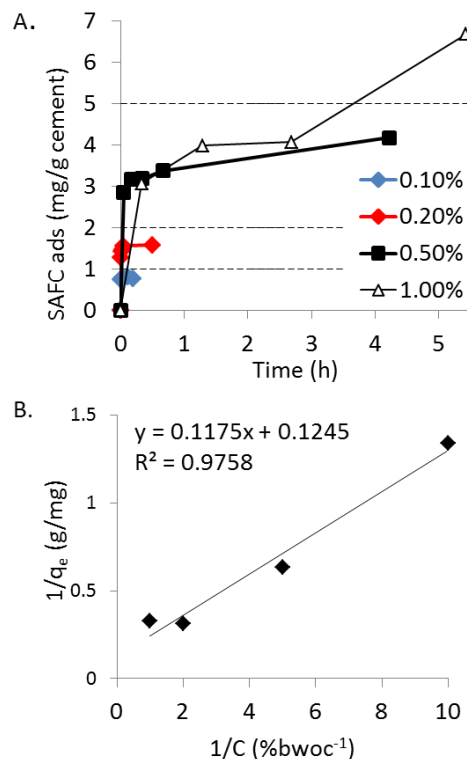 A.
SAFC ads (mg/g cement)
7
6
5
4
3
2
1
0
0.10%
0.20%
0.50%
1.00%
0 1 2 3 4 5
Time (h)
B.
y = 0.1175x + 0.1245
R² = 0.9758
1/qₑ (g/mg)
1.5
1
0.5
0
0 2 4 6 8 10
1/C (%bwoc⁻¹)